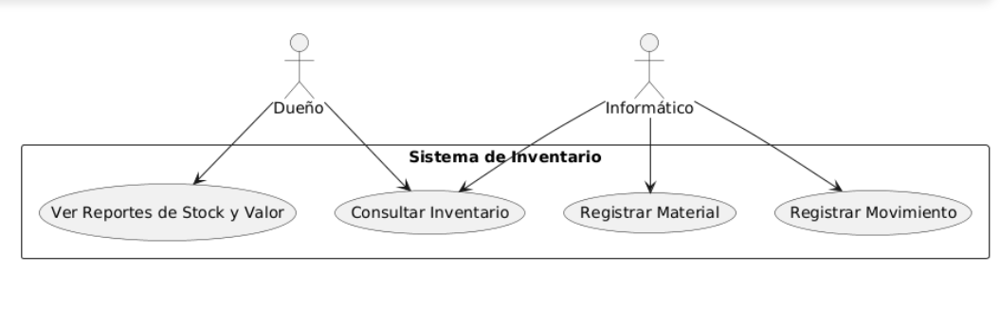 Dueño
Informático
Sistema de Inventario
Ver Reportes de Stock y Valor
Consultar Inventario
Registrar Material
Registrar Movimiento